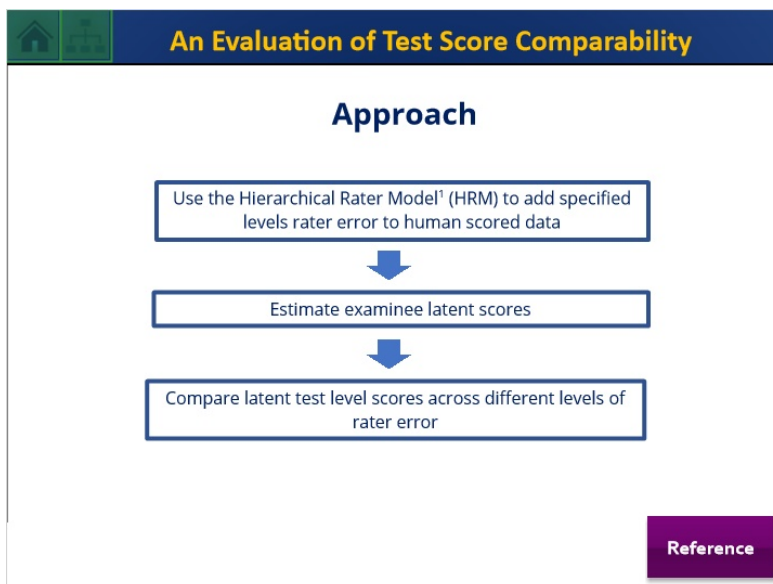 An Evaluation of Test Score Comparability
Approach
Use the Hierarchical Rater Model¹ (HRM) to add specified
levels rater error to human scored data
Estimate examinee latent scores
Compare latent test level scores across different levels of
rater error
Reference